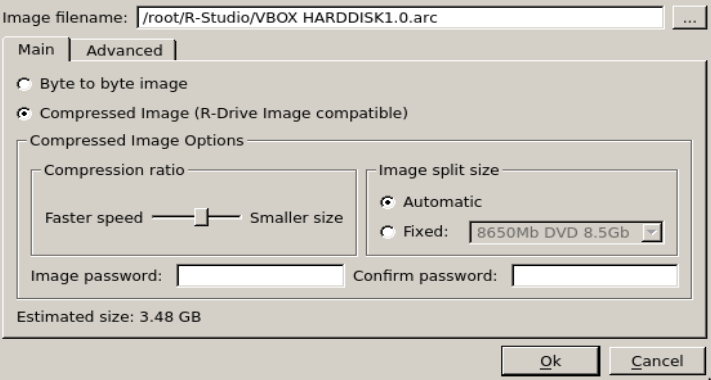 Image filename: /root/R-Studio/VBOX HARDDISK1.0.arc ...
Main Advanced
Byte to byte image
Compressed Image (R-Drive Image compatible)
Compressed Image Options
Compression ratio
Faster speed Smaller size
Image split size
Automatic
Fixed: 8650Mb DVD 8.5Gb
Image password: Confirm password:
Estimated size: 3.48 GB
Ok Cancel